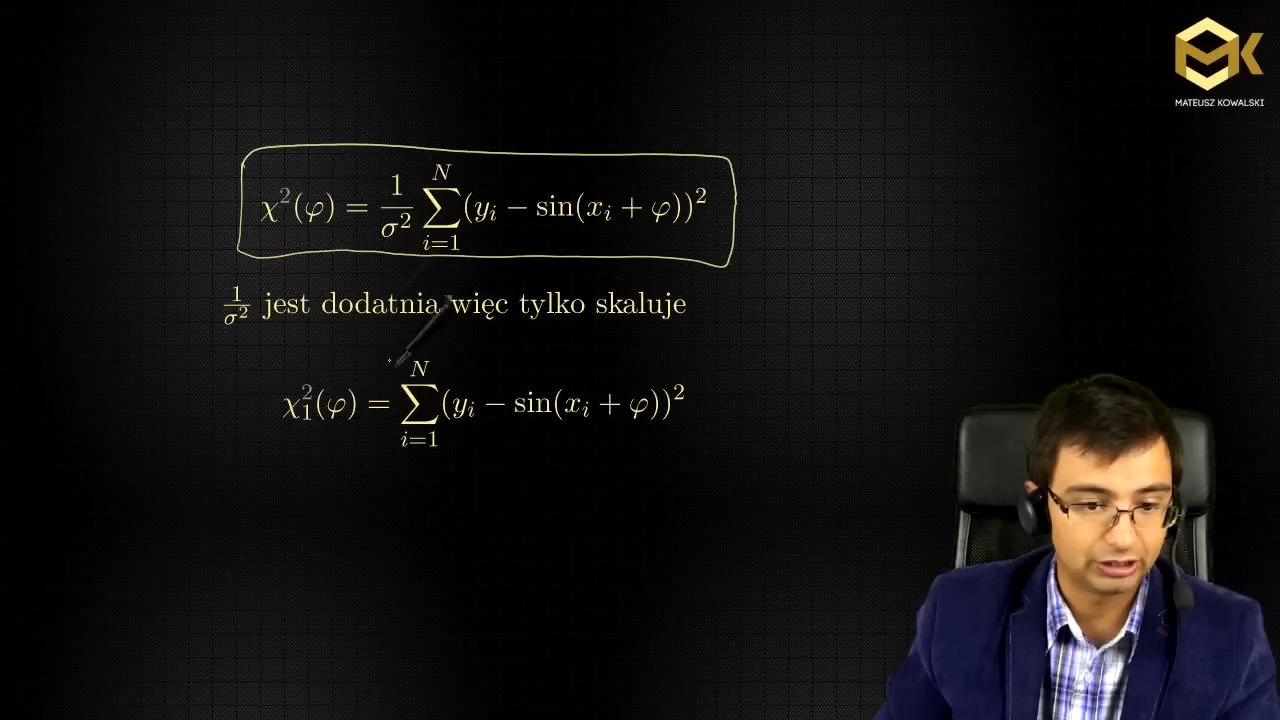 MATEUSZ KOWALSKI
χ²(φ) = 1/σ² ∑_{i=1}^{N} (y_i − sin(x_i + φ))²
1/σ² jest dodatnia więc tylko skaluje
χ₁²(φ) = ∑_{i=1}^{N} (y_i − sin(x_i + φ))²